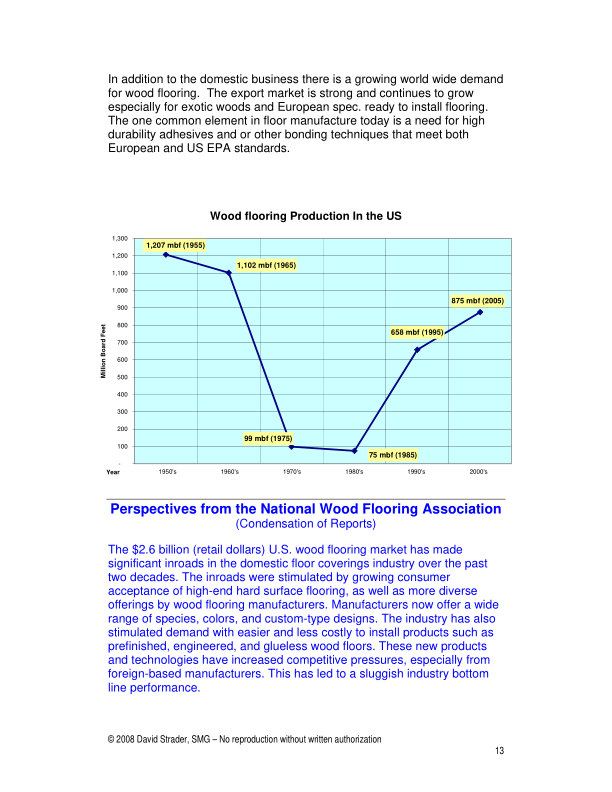 In addition to the domestic business there is a growing world wide demand
for wood flooring.  The export market is strong and continues to grow
especially for exotic woods and European spec. ready to install flooring.
The one common element in floor manufacture today is a need for high
durability adhesives and or other bonding techniques that meet both
European and US EPA standards.
Wood flooring Production In the US
1,300
1,207 mbf (1955)
1,200
1,102 mbf (1965)
1,100
1,000
875 mbf (2005)
900
800
658 mbf (1995)
700
Million Board Feet
600
500
400
300
200
99 mbf (1975)
100
75 mbf (1985)
-
Year
1950's
1960's
1970's
1980's
1990's
2000's
Perspectives from the National Wood Flooring Association
(Condensation of Reports)
The $2.6 billion (retail dollars) U.S. wood flooring market has made
significant inroads in the domestic floor coverings industry over the past
two decades. The inroads were stimulated by growing consumer
acceptance of high-end hard surface flooring, as well as more diverse
offerings by wood flooring manufacturers. Manufacturers now offer a wide
range of species, colors, and custom-type designs. The industry has also
stimulated demand with easier and less costly to install products such as
prefinished, engineered, and glueless wood floors. These new products
and technologies have increased competitive pressures, especially from
foreign-based manufacturers. This has led to a sluggish industry bottom
line performance.
© 2008 David Strader, SMG – No reproduction without written authorization
13